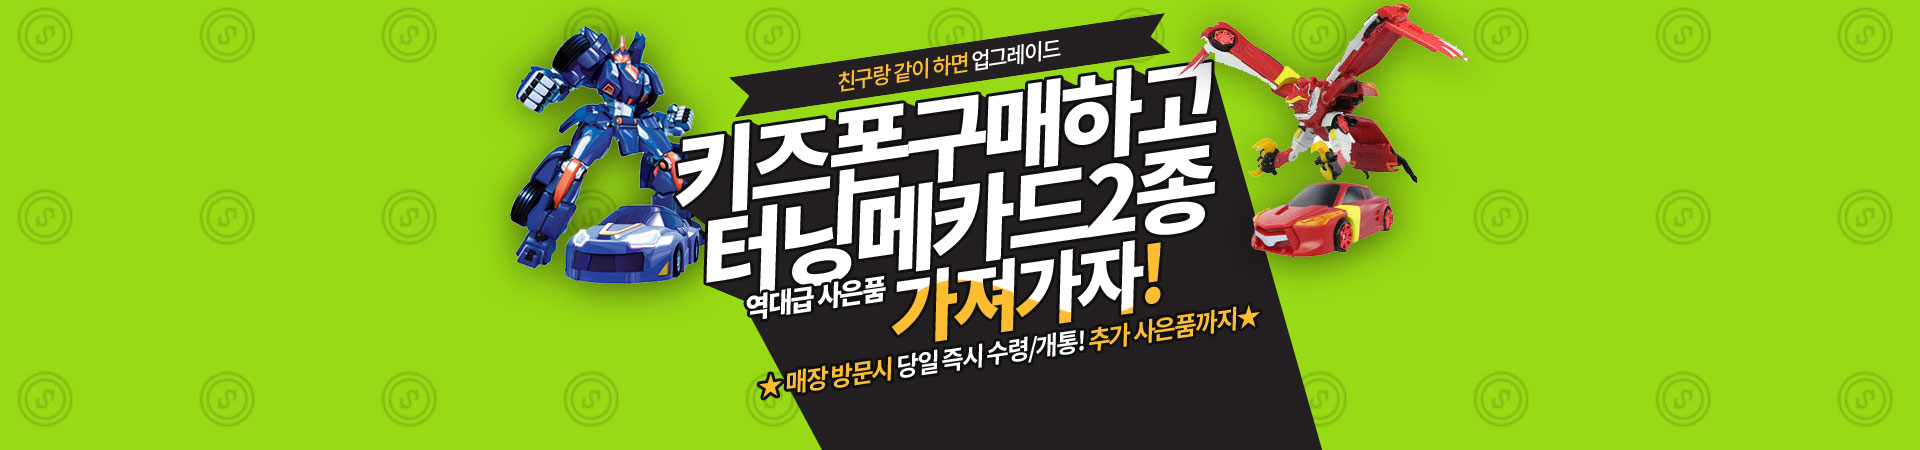 친구랑 같이 하면 업그레이드
키즈폰구매하고
터닝메카드2종
역대급 사은품 가져가자!
★ 매장 방문시 당일 즉시 수령/개통! 추가 사은품까지★